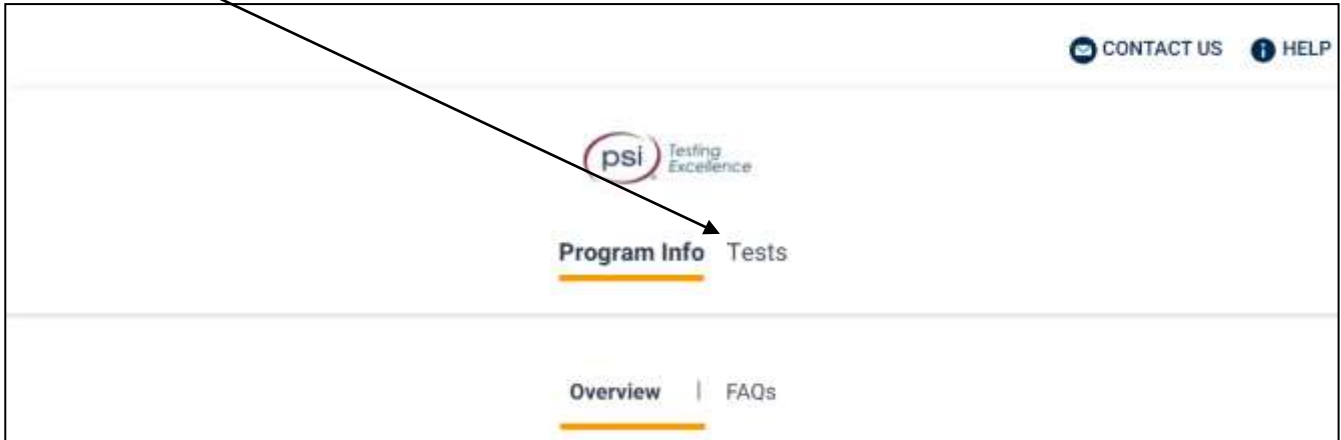 CONTACT US HELP
psi Testing
Excellence
Program Info Tests
Overview | FAQs